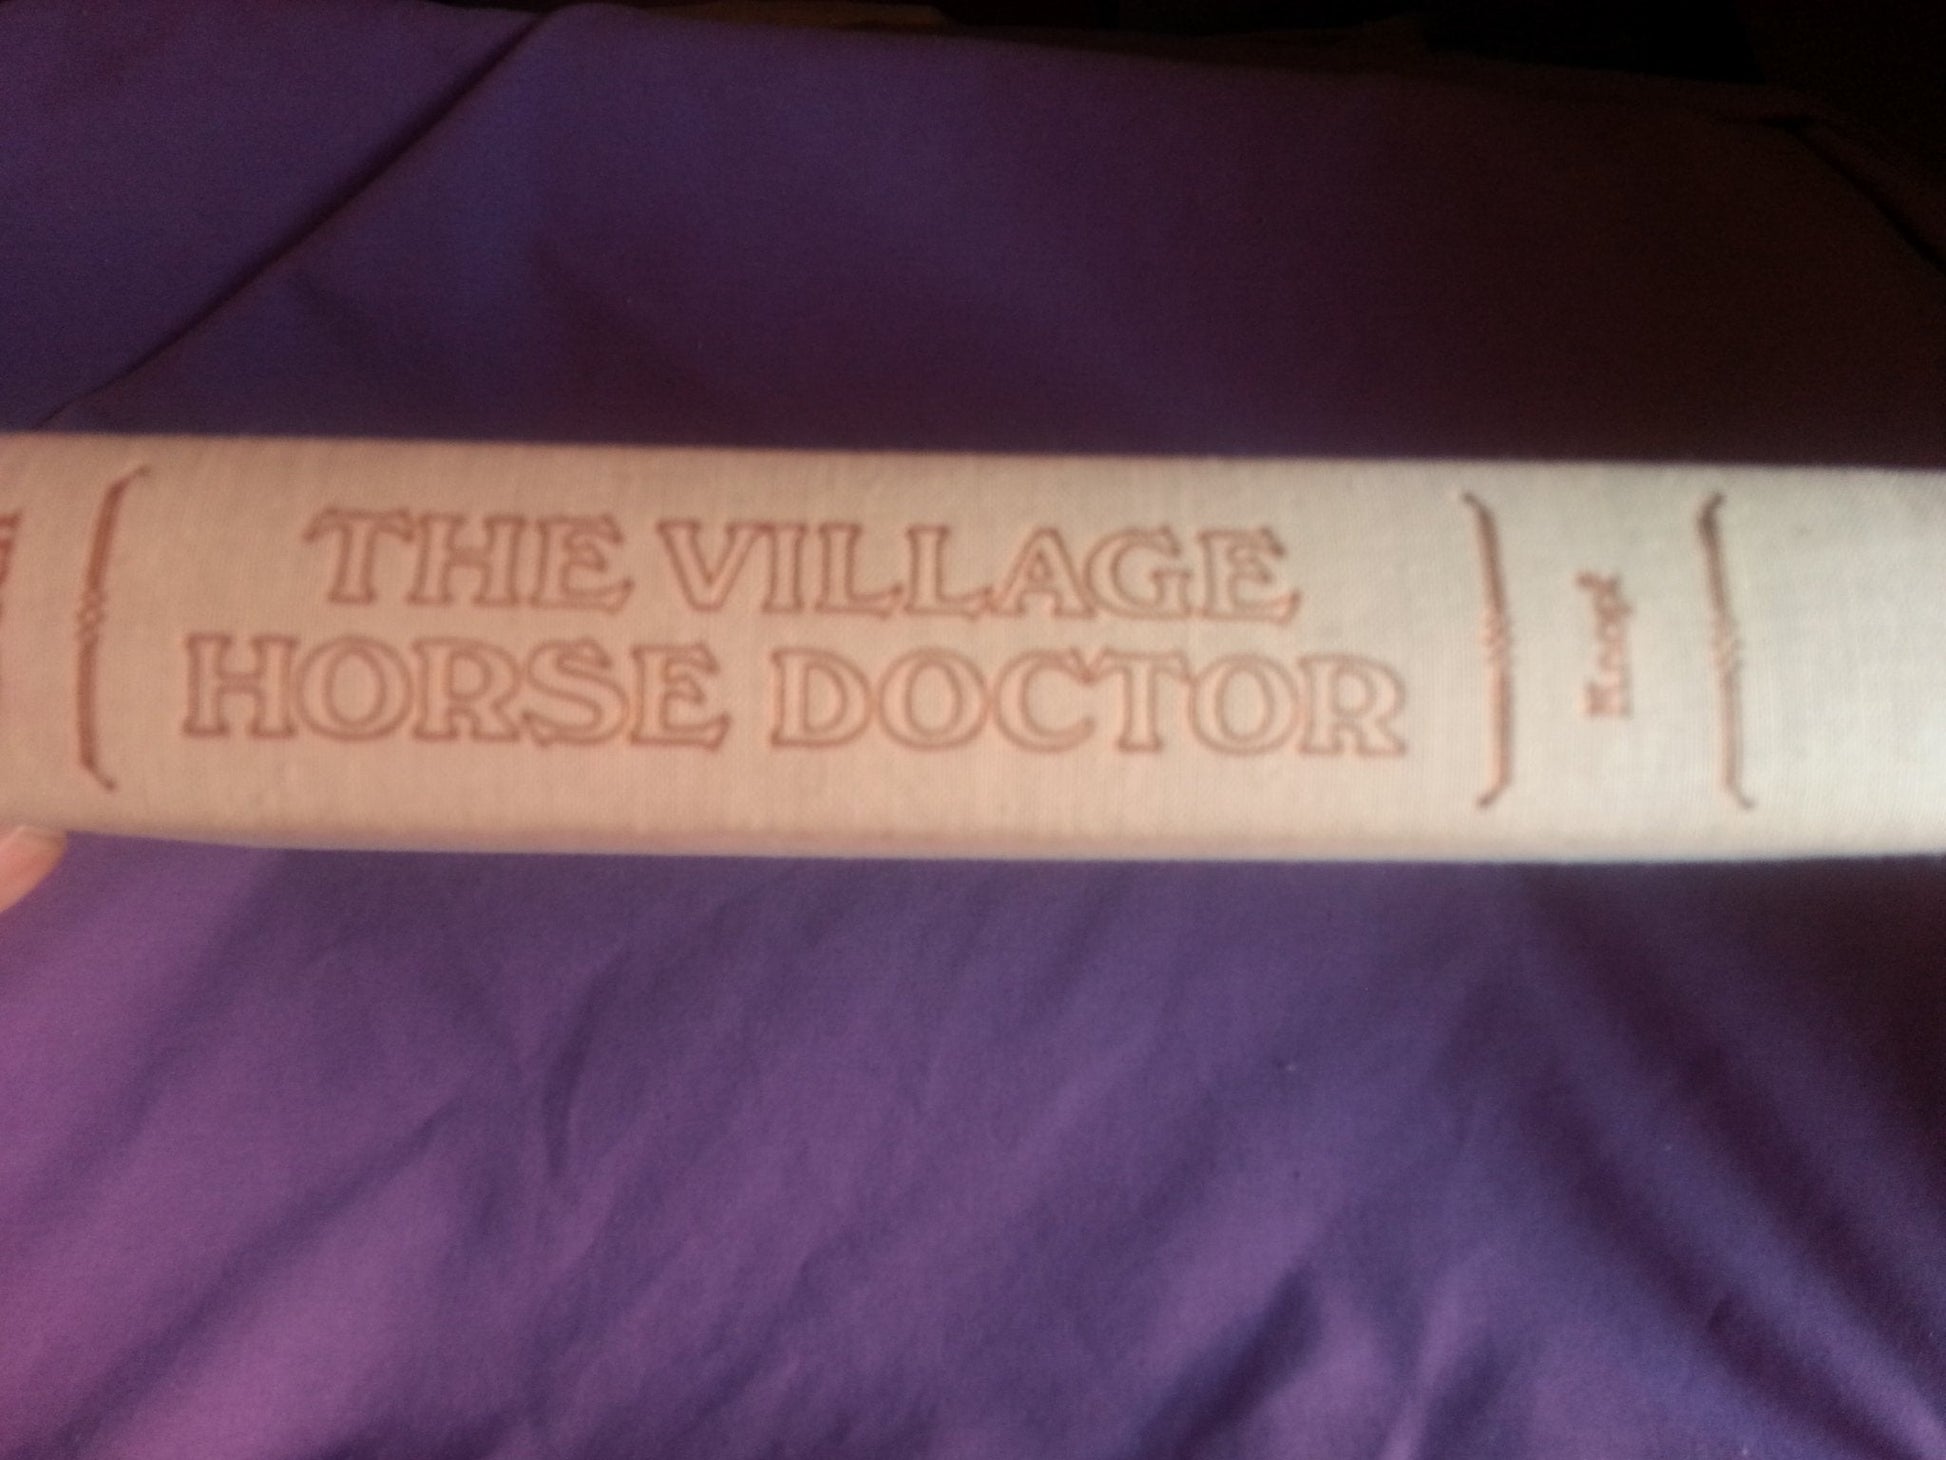 THE VILLAGE
HORSE DOCTOR
Knopf